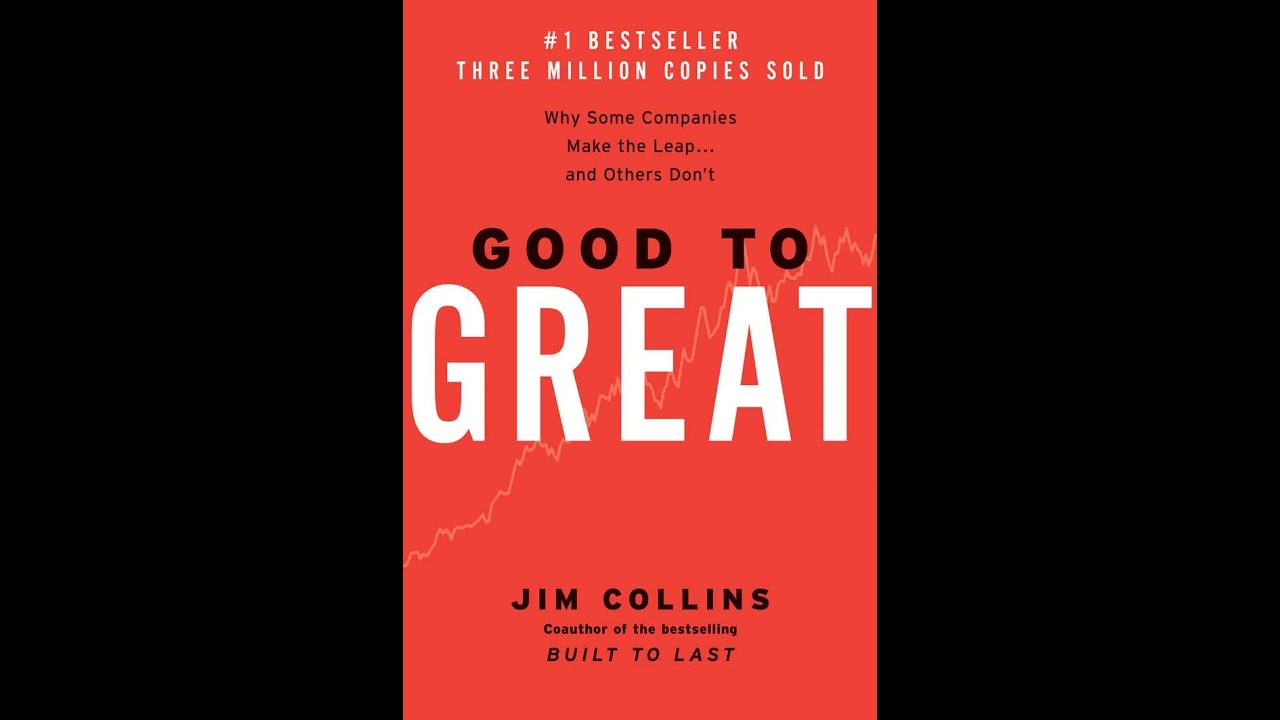 #1 BESTSELLER
THREE MILLION COPIES SOLD
Why Some Companies
Make the Leap...
and Others Don't
GOOD TO
GREAT
JIM COLLINS
Coauthor of the bestselling
BUILT TO LAST